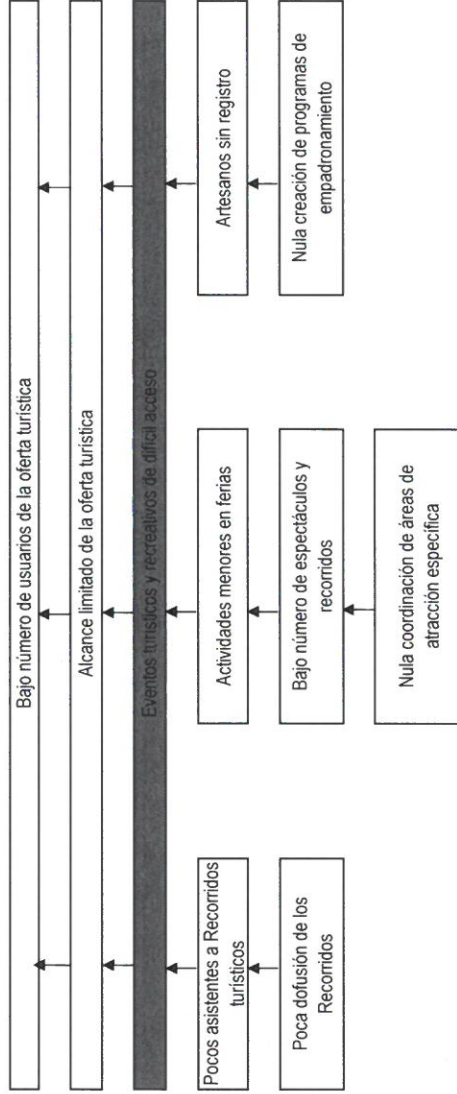 Bajo número de usuarios de la oferta turística
Alcance limitado de la oferta turística
Eventos turísticos y recreativos de difícil acceso
Pocos asistentes a Recorridos
turísticos
Actividades menores en ferias
Artesanos sin registro
Poca dofusión de los
Recorridos
Bajo número de espectáculos y
recorridos
Nula creación de programas de
empadronamiento
Nula coordinación de áreas de
atracción específica